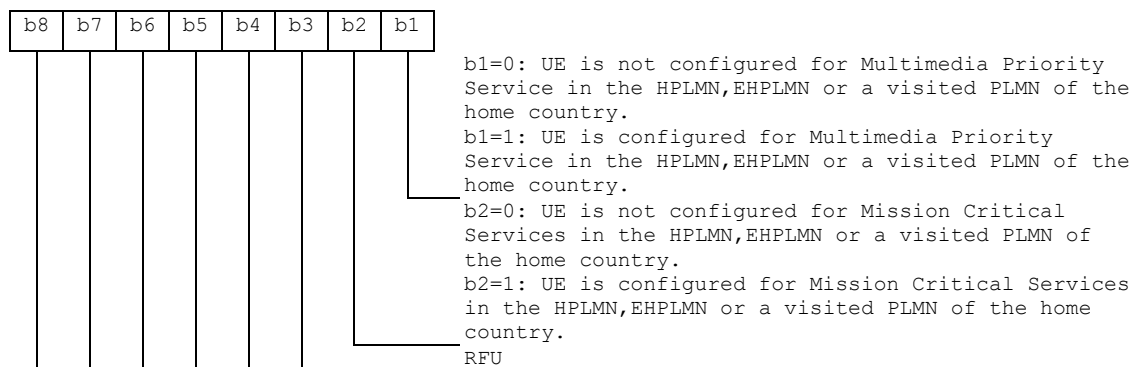 b8 b7 b6 b5 b4 b3 b2 b1
b1=0: UE is not configured for Multimedia Priority
Service in the HPLMN,EHPLMN or a visited PLMN of the
home country.
b1=1: UE is configured for Multimedia Priority
Service in the HPLMN,EHPLMN or a visited PLMN of the
home country.
b2=0: UE is not configured for Mission Critical
Services in the HPLMN,EHPLMN or a visited PLMN of
the home country.
b2=1: UE is configured for Mission Critical Services
in the HPLMN,EHPLMN or a visited PLMN of the home
country.
RFU